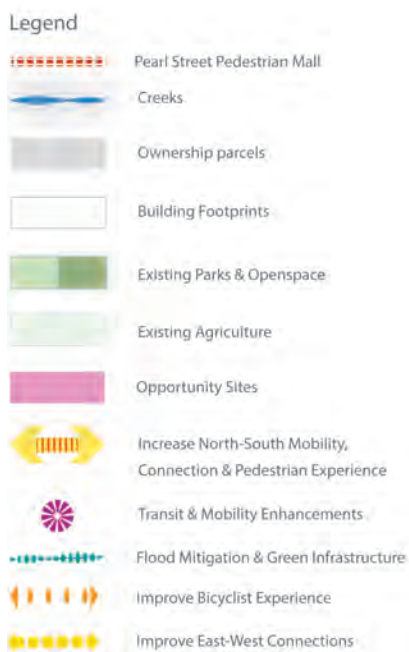 Legend
Pearl Street Pedestrian Mall
Creeks
Ownership parcels
Building Footprints
Existing Parks & Openspace
Existing Agriculture
Opportunity Sites
Increase North-South Mobility,
Connection & Pedestrian Experience
Transit & Mobility Enhancements
Flood Mitigation & Green Infrastructure
Improve Bicyclist Experience
Improve East-West Connections